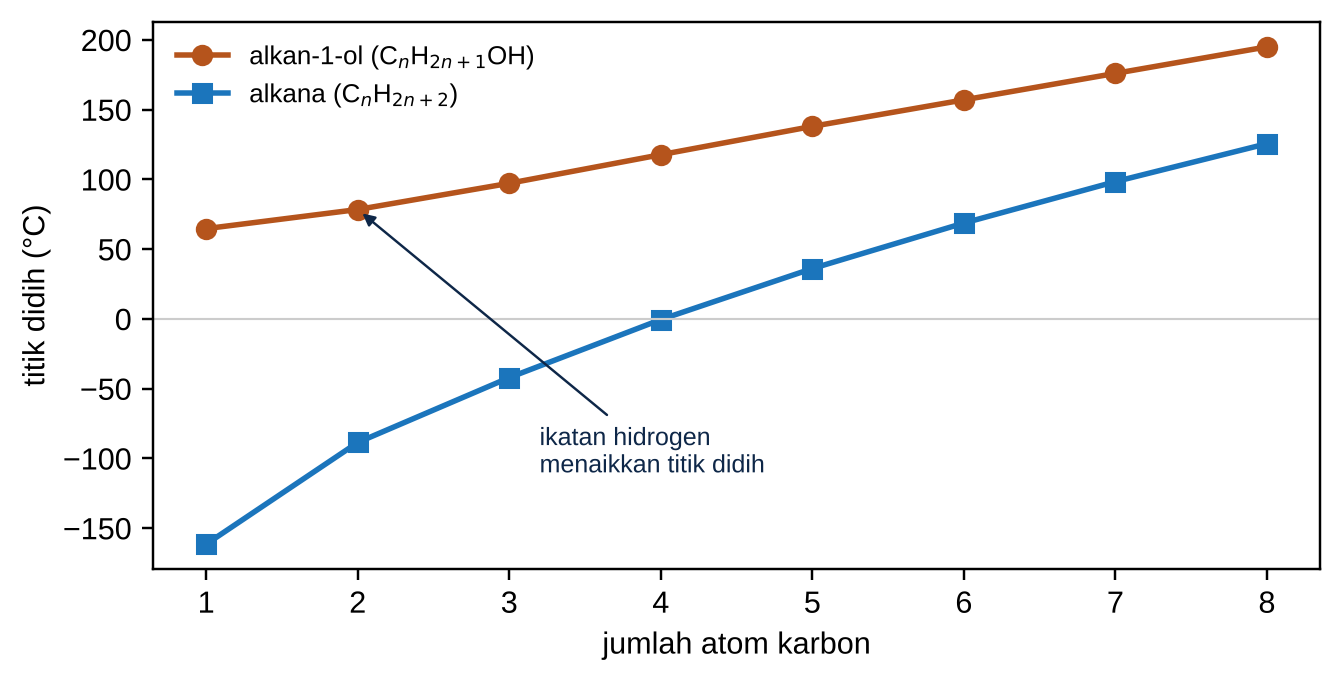 alkan-1-ol (CₙH₂ₙ₊₁OH)
alkana (CₙH₂ₙ₊₂)
titik didih (°C)
200
150
100
50
0
−50
−100
−150
ikatan hidrogen
menaikkan titik didih
1 2 3 4 5 6 7 8
jumlah atom karbon